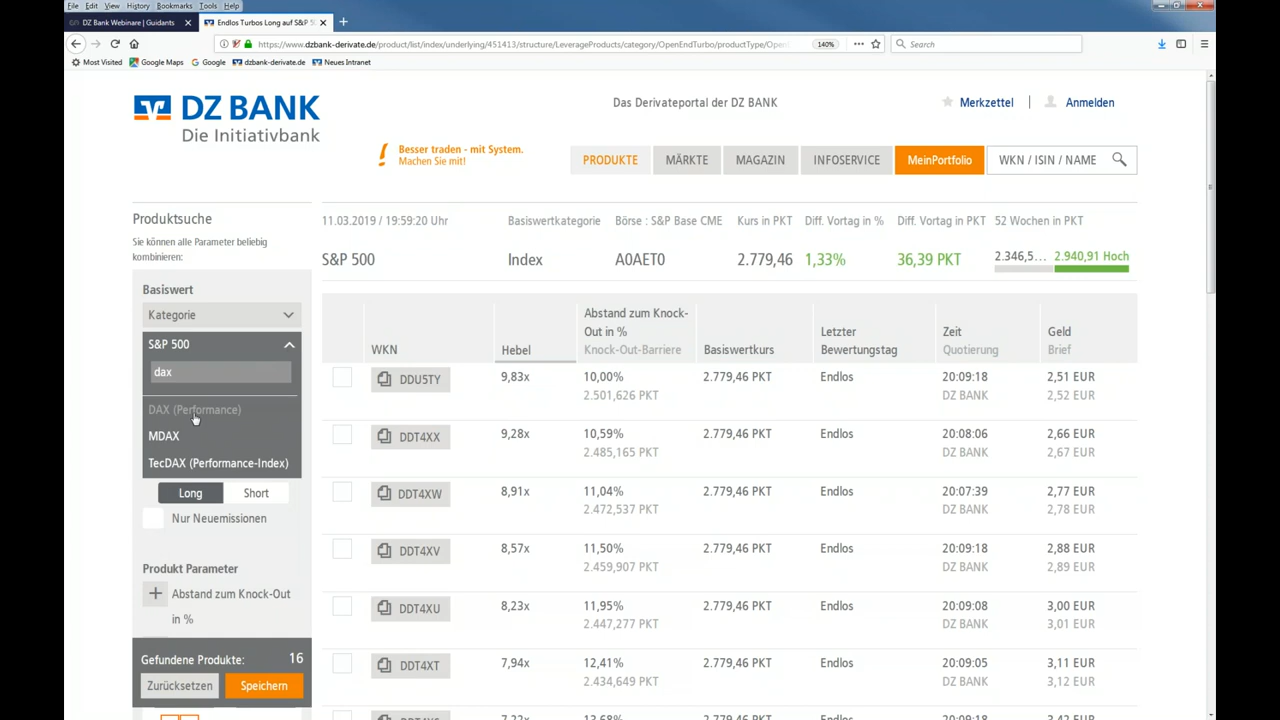 File Edit View History Bookmarks Tools Help
DZ Bank Webinare | Guidants
Endlos Turbos Long auf S&P 5
https://www.dzbank-derivate.de/product/list/index/underlying/451413/structure/LeverageProducts/category/OpenEndTurbo/productType/Open
140%
Search
Most Visited Google Maps Google dzbank-derivate.de Neues Intranet
DZ BANK
Die Initiativbank
Das Derivateportal der DZ BANK
Merkzettel
Anmelden
Besser traden - mit System.
Machen Sie mit!
PRODUKTE MÄRKTE MAGAZIN INFOSERVICE MeinPortfolio WKN / ISIN / NAME
Produktsuche
Sie können alle Parameter beliebig
kombinieren:
Basiswert
Kategorie
S&P 500
dax
DAX (Performance)
MDAX
TecDAX (Performance-Index)
Long Short
Nur Neuemissionen
Produkt Parameter
Abstand zum Knock-Out
in %
Gefundene Produkte: 16
Zurücksetzen Speichern
11.03.2019 / 19:59:20 Uhr Basiswertkategorie Börse : S&P Base CME Kurs in PKT Diff. Vortag in % Diff. Vortag in PKT 52 Wochen in PKT
S&P 500 Index A0AET0 2.779,46 1,33% 36,39 PKT 2.346,5... 2.940,91 Hoch
WKN
Hebel
Abstand zum Knock-
Out in %
Knock-Out-Barriere
Basiswertkurs
Letzter
Bewertungstag
Zeit
Quotierung
Geld
Brief
DDU5TY 9,83x 10,00% 2.779,46 PKT Endlos 20:09:18 2,51 EUR
2.501,626 PKT DZ BANK 2,52 EUR
DDT4XX 9,28x 10,59% 2.779,46 PKT Endlos 20:08:06 2,66 EUR
2.485,165 PKT DZ BANK 2,67 EUR
DDT4XW 8,91x 11,04% 2.779,46 PKT Endlos 20:07:39 2,77 EUR
2.472,537 PKT DZ BANK 2,78 EUR
DDT4XV 8,57x 11,50% 2.779,46 PKT Endlos 20:09:18 2,88 EUR
2.459,907 PKT DZ BANK 2,89 EUR
DDT4XU 8,23x 11,95% 2.779,46 PKT Endlos 20:09:08 3,00 EUR
2.447,277 PKT DZ BANK 3,01 EUR
DDT4XT 7,94x 12,41% 2.779,46 PKT Endlos 20:09:05 3,11 EUR
2.434,649 PKT DZ BANK 3,12 EUR